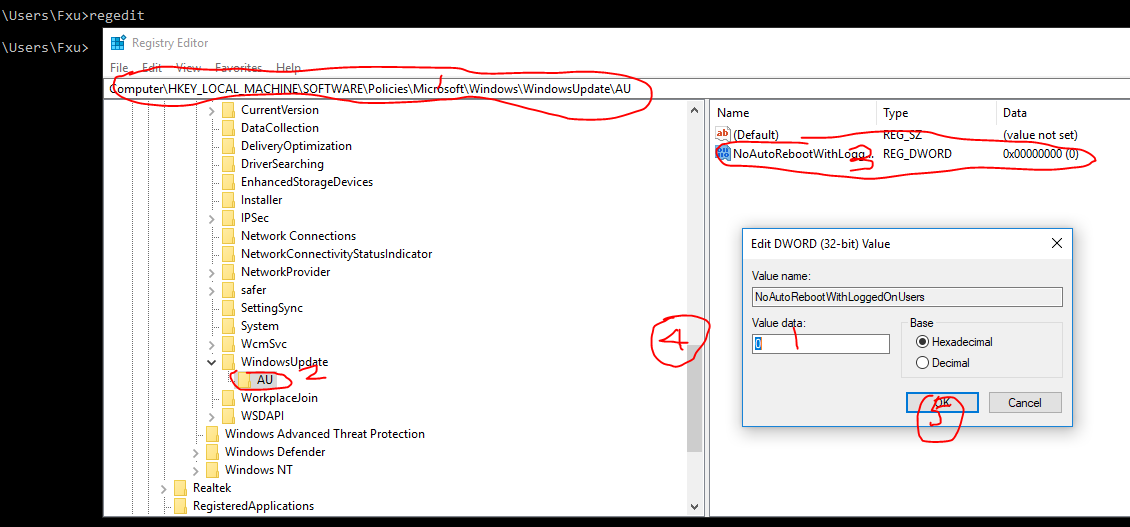 \Users\Fxu>regedit
\Users\Fxu>
Registry Editor
File Edit View Favorites Help
Computer\HKEY_LOCAL_MACHINE\SOFTWARE\Policies\Microsoft\Windows\WindowsUpdate\AU
CurrentVersion
DataCollection
DeliveryOptimization
DriverSearching
EnhancedStorageDevices
Installer
IPSec
Network Connections
NetworkConnectivityStatusIndicator
NetworkProvider
safer
SettingSync
System
WcmSvc
WindowsUpdate
AU 2
WorkplaceJoin
WSDAPI
Windows Advanced Threat Protection
Windows Defender
Windows NT
Realtek
RegisteredApplications
Name Type Data
(Default) REG_SZ (value not set)
NoAutoRebootWithLogg... REG_DWORD 0x00000000 (0)
3
4
Edit DWORD (32-bit) Value
Value name:
NoAutoRebootWithLoggedOnUsers
Value data:
0 1
Base
Hexadecimal
Decimal
OK Cancel
5